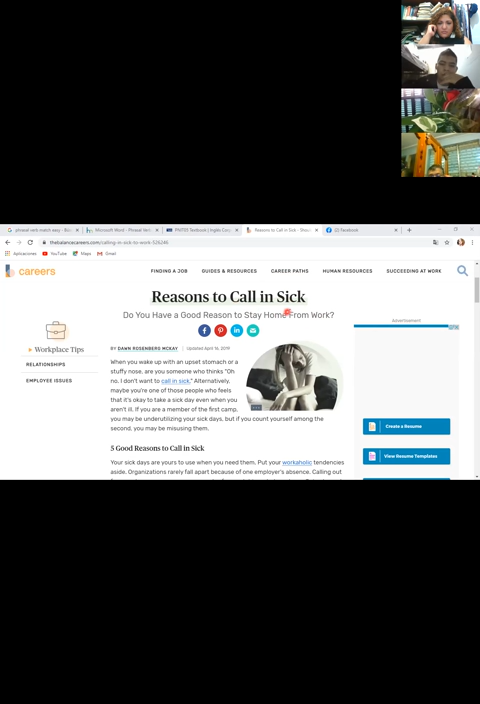 phrasal verb match easy
Microsoft Word - Phrasal Ver
Reasons to Call in Sick
Facebook
thebalancecareers.com/calling-in-sick-to-work-526246
Aplicaciones YouTube Maps Gmail
careers FINDING A JOB GUIDES & RESOURCES CAREER PATHS HUMAN RESOURCES SUCCEEDING AT WORK
Reasons to Call in Sick
Do You Have a Good Reason to Stay Home From Work?
Advertisement
Workplace Tips
RELATIONSHIPS
EMPLOYEE ISSUES
BY DAWN ROSENBERG MCKAY | Updated April 16, 2019
When you wake up with an upset stomach or a
stuffy nose, are you someone who thinks "Oh
no. I don't want to call in sick." Alternatively,
maybe you're one of those people who
feels that it's okay to take a sick day even when
you aren't ill. If you are a member of the first camp,
you may be underutilizing your sick days, but if you count yourself among the
second, you may be misusing them.
5 Good Reasons to Call in Sick
Your sick days are yours to use when you need them. Put your workaholic tendencies
aside. Organizations rarely fall apart because of one employer's absence. Calling out
Create a Resume
View Resume Templates